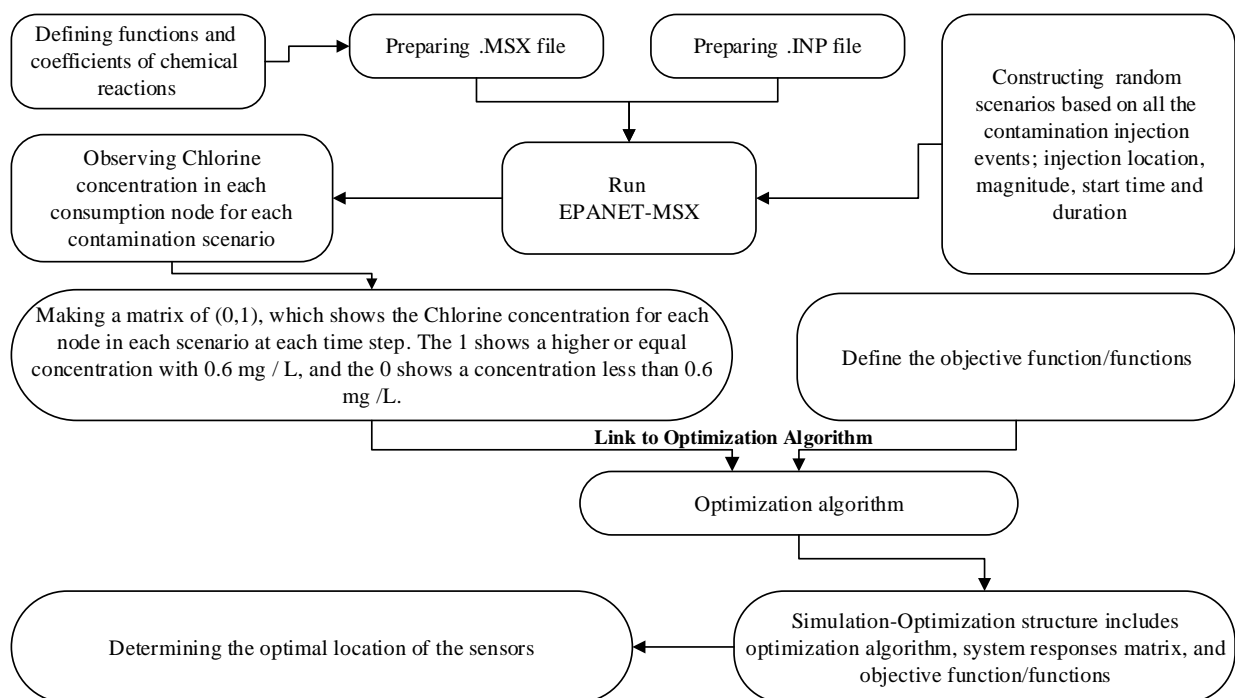 Defining functions and
coefficients of chemical
reactions
Preparing .MSX file
Preparing .INP file
Constructing random
scenarios based on all the
contamination injection
events; injection location,
magnitude, start time and
duration
Observing Chlorine
concentration in each
consumption node for each
contamination scenario
Run
EPANET-MSX
Making a matrix of (0,1), which shows the Chlorine concentration for each
node in each scenario at each time step. The 1 shows a higher or equal
concentration with 0.6 mg / L, and the 0 shows a concentration less than 0.6
mg /L.
Define the objective function/functions
Link to Optimization Algorithm
Optimization algorithm
Simulation-Optimization structure includes
optimization algorithm, system responses matrix, and
objective function/functions
Determining the optimal location of the sensors